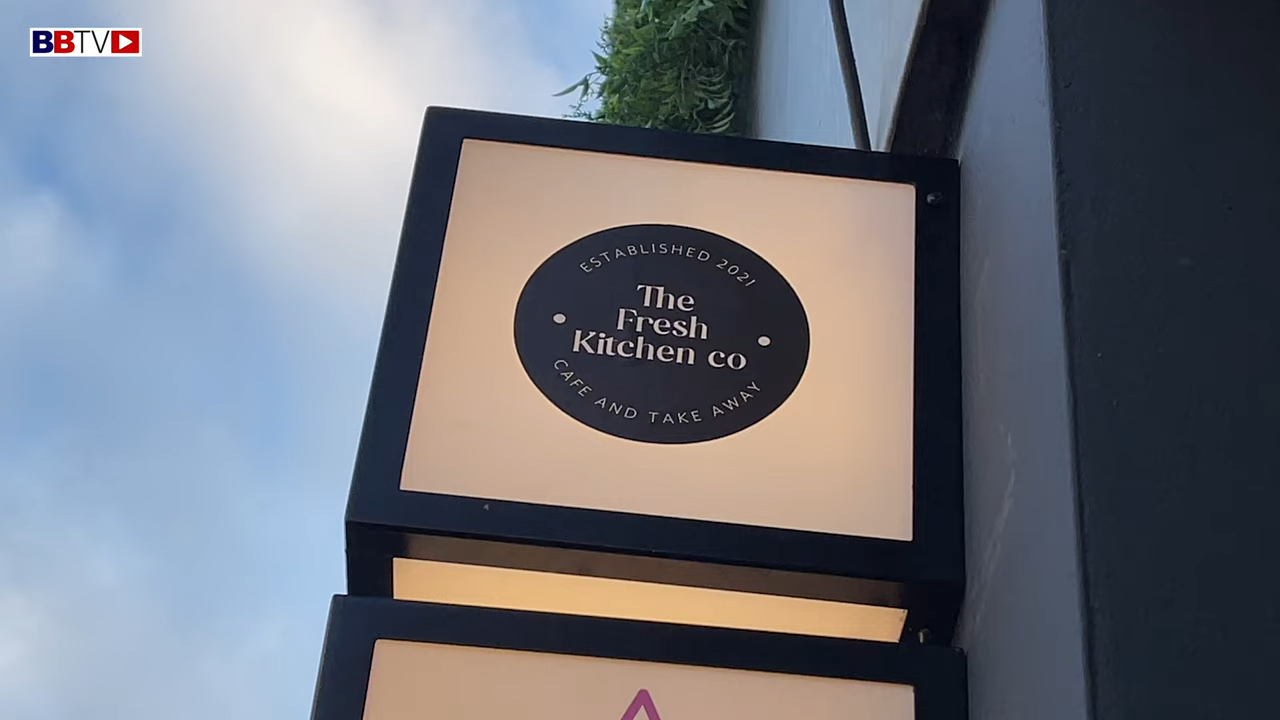 BBTV
ESTABLISHED 2021
The
Fresh
Kitchen co
CAFE AND TAKE AWAY